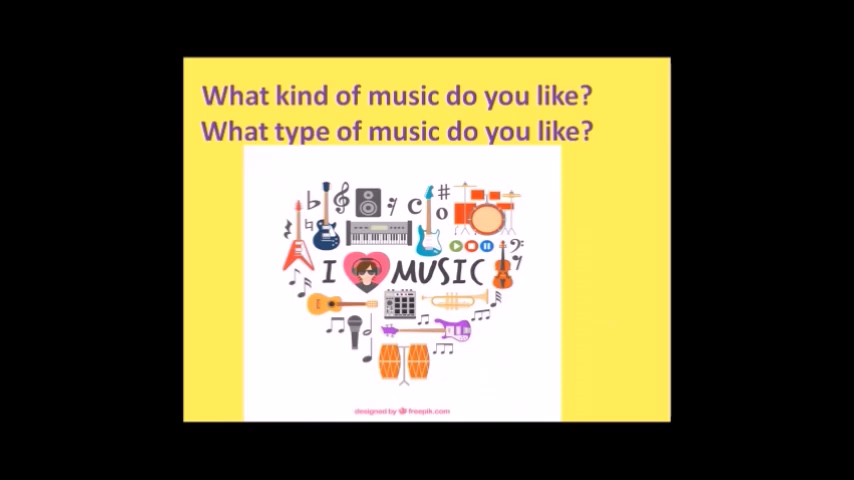 What kind of music do you like?
What type of music do you like?
I MUSIC
designed by freepik.com